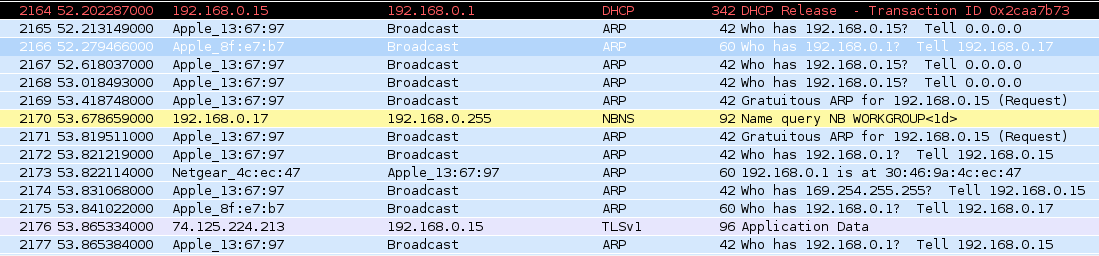 2164 52.202287000 192.168.0.15 192.168.0.1 DHCP 342 DHCP Release - Transaction ID 0x2caa7b73
2165 52.213149000 Apple_13:67:97 Broadcast ARP 42 Who has 192.168.0.15? Tell 0.0.0.0
2166 52.279466000 Apple_8f:e7:b7 Broadcast ARP 60 Who has 192.168.0.1? Tell 192.168.0.17
2167 52.618037000 Apple_13:67:97 Broadcast ARP 42 Who has 192.168.0.15? Tell 0.0.0.0
2168 53.018493000 Apple_13:67:97 Broadcast ARP 42 Who has 192.168.0.15? Tell 0.0.0.0
2169 53.418748000 Apple_13:67:97 Broadcast ARP 42 Gratuitous ARP for 192.168.0.15 (Request)
2170 53.678659000 192.168.0.17 192.168.0.255 NBNS 92 Name query NB WORKGROUP<1d>
2171 53.819511000 Apple_13:67:97 Broadcast ARP 42 Gratuitous ARP for 192.168.0.15 (Request)
2172 53.821219000 Apple_13:67:97 Broadcast ARP 42 Who has 192.168.0.1? Tell 192.168.0.15
2173 53.822114000 Netgear_4c:ec:47 Apple_13:67:97 ARP 60 192.168.0.1 is at 30:46:9a:4c:ec:47
2174 53.831068000 Apple_13:67:97 Broadcast ARP 42 Who has 169.254.255.255? Tell 192.168.0.15
2175 53.841022000 Apple_8f:e7:b7 Broadcast ARP 60 Who has 192.168.0.1? Tell 192.168.0.17
2176 53.865334000 74.125.224.213 192.168.0.15 TLSv1 96 Application Data
2177 53.865384000 Apple_13:67:97 Broadcast ARP 42 Who has 192.168.0.1? Tell 192.168.0.15